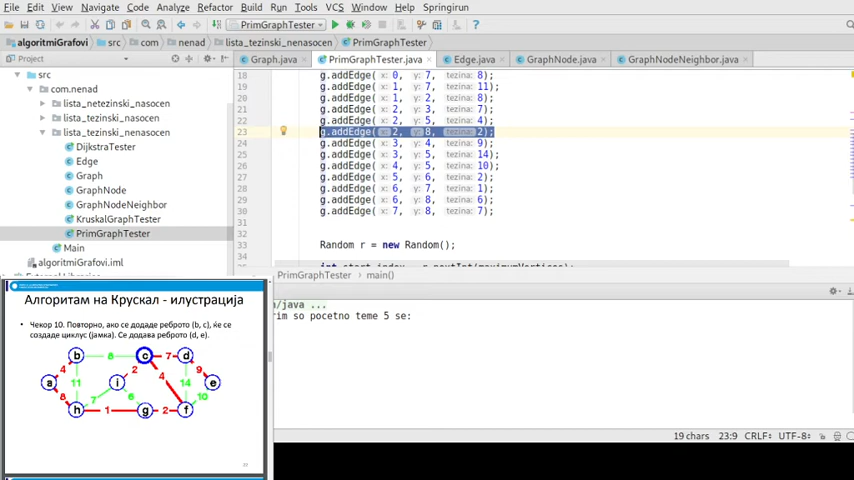 File Edit View Navigate Code Analyze Refactor Build Run Tools VCS Window Help Springirun
PrimGraphTester
algoritmiGrafovi src com nenad lista_tezinski_nenasocen PrimGraphTester
Project
Graph.java PrimGraphTester.java Edge.java GraphNode.java GraphNodeNeighbor.java
src
com.nenad
lista_netezinski_nasocen
lista_tezinski_nasocen
lista_tezinski_nenasocen
DijkstraTester
Edge
Graph
GraphNode
GraphNodeNeighbor
KruskalGraphTester
PrimGraphTester
Main
algoritmiGrafovi.iml
18 g.addEdge( x: 0, y: 7, tezina: 8);
19 g.addEdge( x: 1, y: 7, tezina: 11);
20 g.addEdge( x: 1, y: 2, tezina: 8);
21 g.addEdge( x: 2, y: 3, tezina: 7);
22 g.addEdge( x: 2, y: 5, tezina: 4);
23 g.addEdge( x: 2, y: 8, tezina: 2);
24 g.addEdge( x: 3, y: 4, tezina: 9);
25 g.addEdge( x: 3, y: 5, tezina: 14);
26 g.addEdge( x: 4, y: 5, tezina: 10);
27 g.addEdge( x: 5, y: 6, tezina: 2);
28 g.addEdge( x: 6, y: 7, tezina: 1);
29 g.addEdge( x: 6, y: 8, tezina: 6);
30 g.addEdge( x: 7, y: 8, tezina: 7);
31
32
33 Random r = new Random();
34
PrimGraphTester main()
n/java ...
rim so pocetno teme 5 se:
Алгоритам на Крускал - илустрација
Чекор 10. Повторно, ако се додаде реброто (b, c), ќе се
создаде циклус (јамка). Се додава реброто (d, e).
b 8 c 7 d
4 2 4 9
a 11 i 14 e
8 7 6 10
h 1 g 2 f
19 chars 23:9 CRLF UTF-8